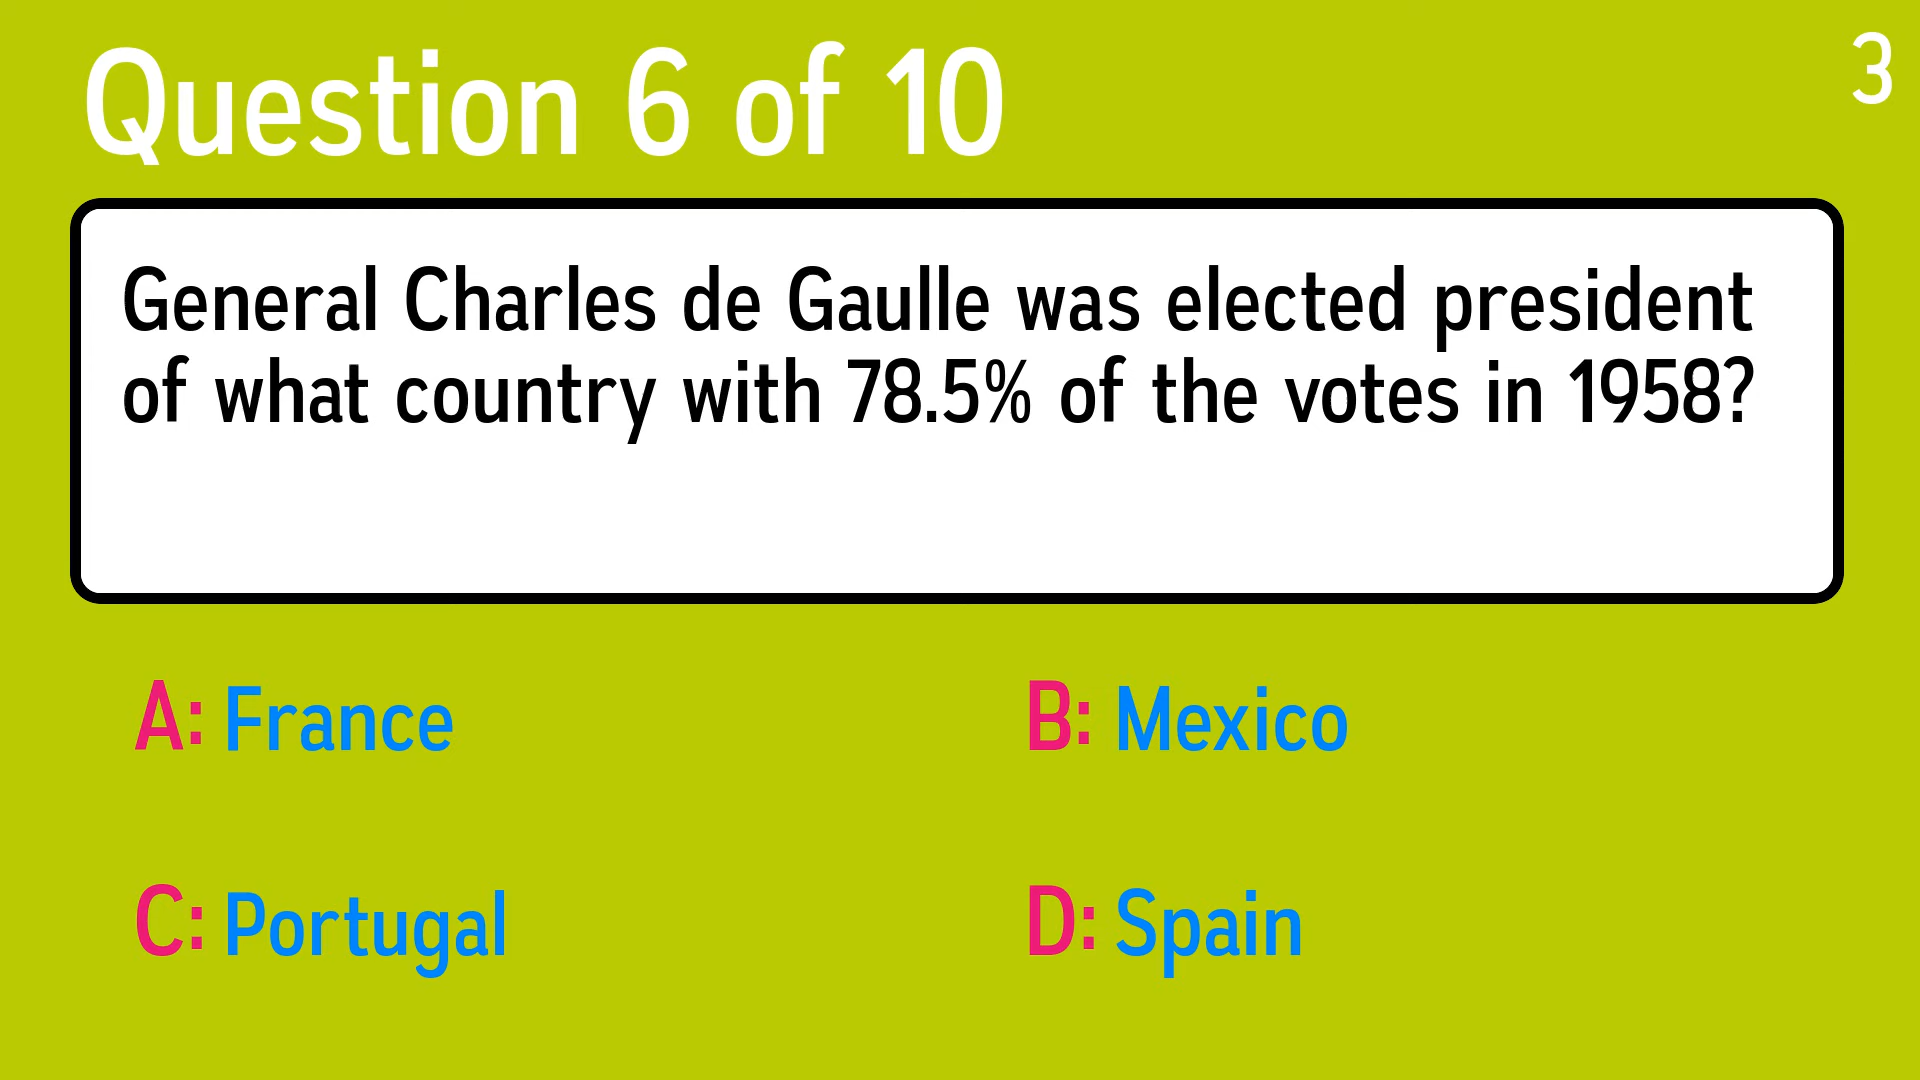 Question 6 of 10
3
General Charles de Gaulle was elected president
of what country with 78.5% of the votes in 1958?
A: France
B: Mexico
C: Portugal
D: Spain